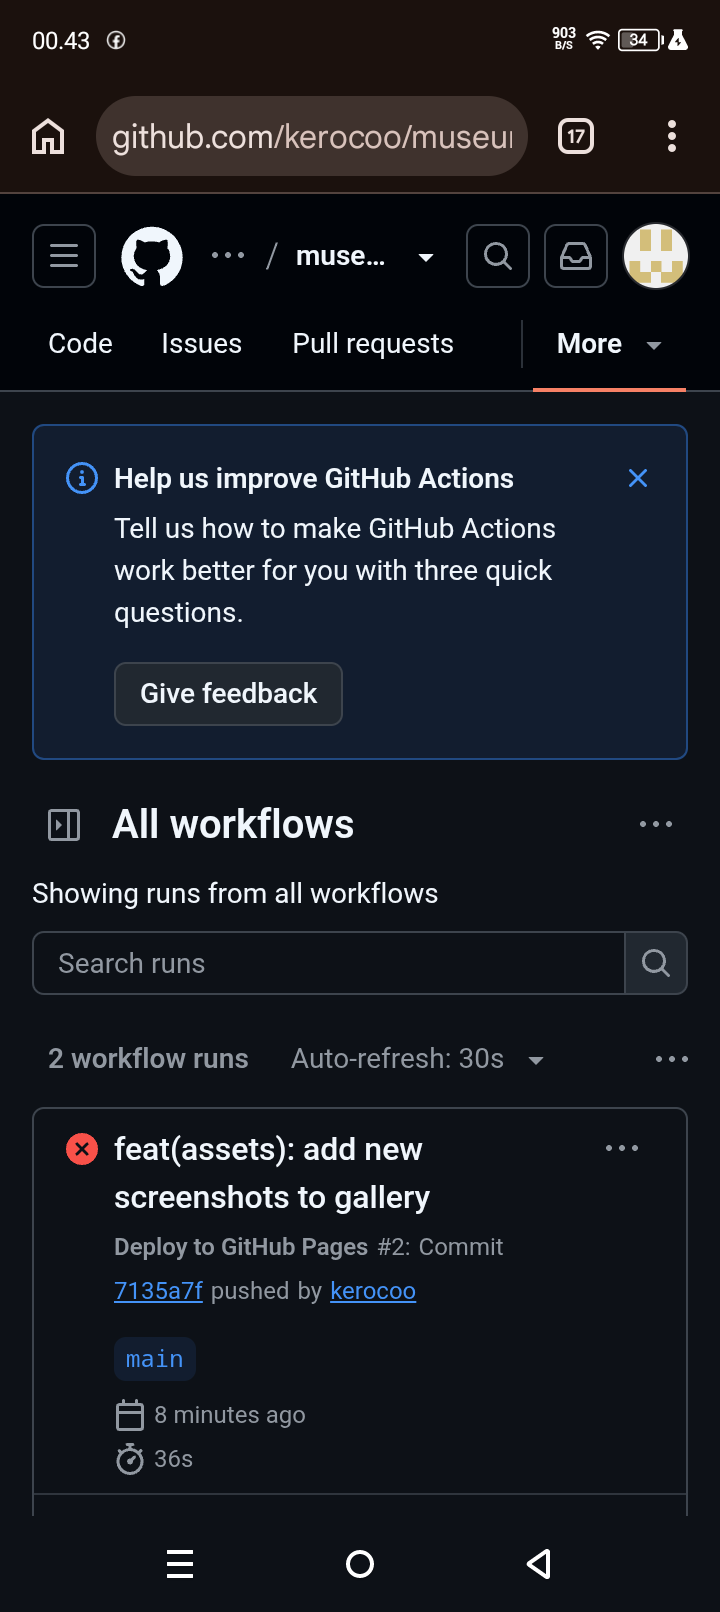 00.43
903
B/S
34
github.com/kerocoo/museu
17
muse...
Code Issues Pull requests More
Help us improve GitHub Actions
Tell us how to make GitHub Actions
work better for you with three quick
questions.
Give feedback
All workflows
Showing runs from all workflows
Search runs
2 workflow runs Auto-refresh: 30s
feat(assets): add new
screenshots to gallery
Deploy to GitHub Pages #2: Commit
7135a7f pushed by kerocoo
main
8 minutes ago
36s